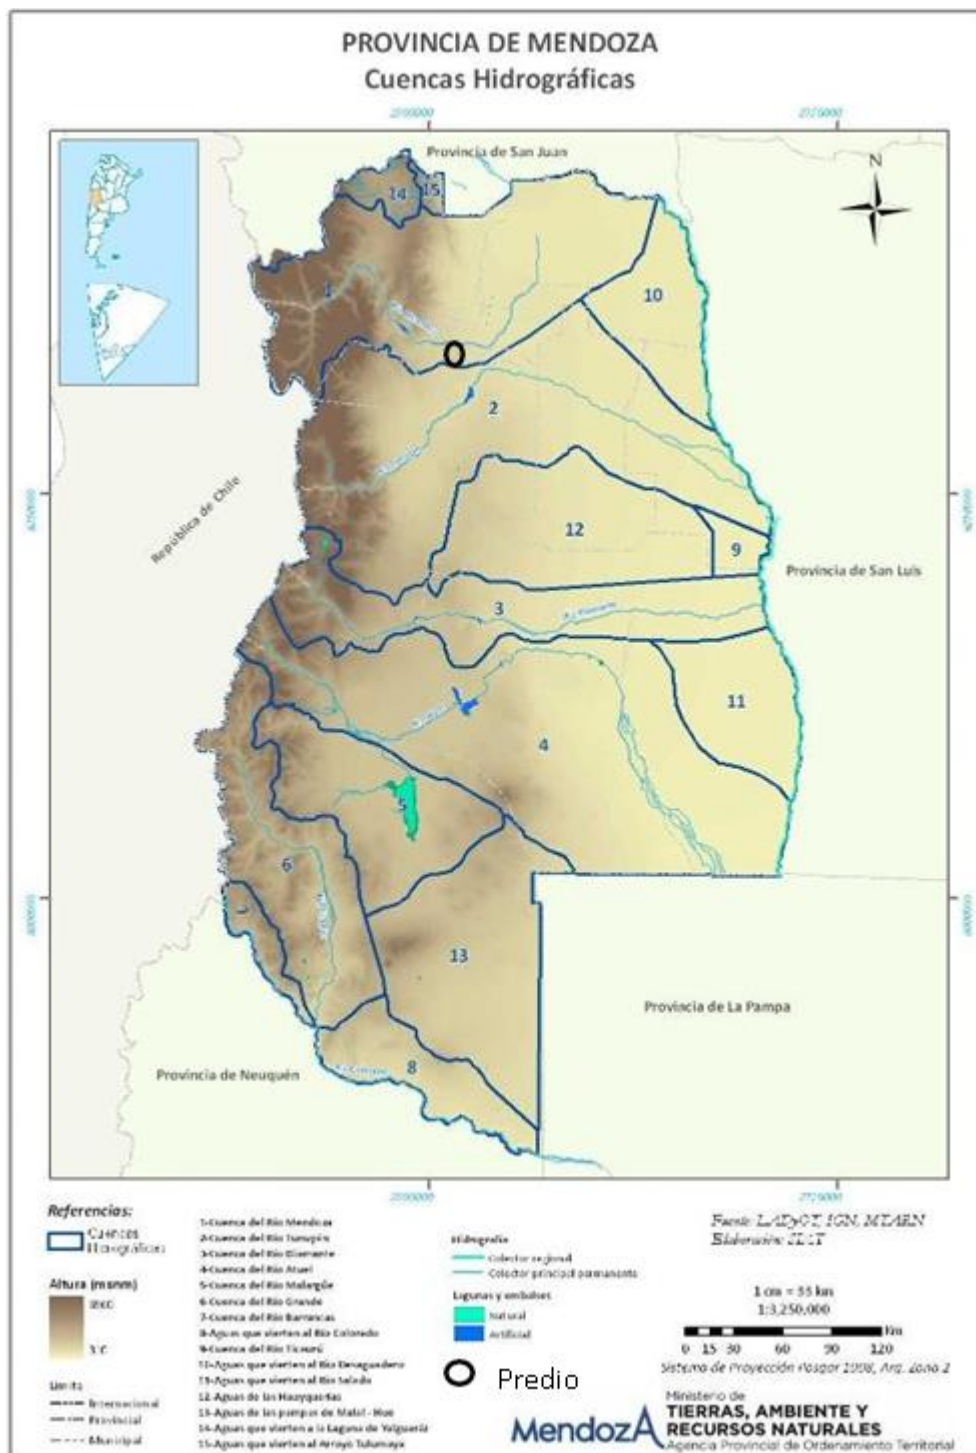 PROVINCIA DE MENDOZA
Cuencas Hidrográficas
2500000
Provincia de San Juan
N
14
15
1
10
2
República de Chile
12
9
Provincia de San Luis
3
11
4
5
6
7
13
Provincia de La Pampa
Provincia de Neuquén
8
Referencias:
Cuencas
Hidrográficas
Altura (msnm)
Límite
Internacional
Provincial
Municipal
1-Cuenca del Río Mendoza
2-Cuenca del Río Tunuyán
3-Cuenca del Río Diamante
4-Cuenca del Río Atuel
5-Cuenca del Río Malargüe
6-Cuenca del Río Grande
7-Cuenca del Río Barrancas
8-Aguas que vierten al Río Colorado
9-Cuenca del Río
10-Aguas que vierten al Río Desaguadero
11-Aguas que vierten al Río Salado
12-Aguas de las Huayquerías
13-Aguas de las pampas de Malal - Hue
14-Aguas que vierten a la Laguna de Yalguaraz
15-Aguas que vierten al Arroyo Tulumaya
Hidrografía
Colector regional
Colector principal permanente
Lagunas y embalses
Natural
Artificial
Predio
Fuente:
Elaboración
1 cm = 33 km
1:3,250,000
Km
0 15 30 60 90 120
Sistema de Proyección Posgar 1998, Arg. Zona 2
Mendoza
Ministerio de
TIERRAS, AMBIENTE Y
RECURSOS NATURALES
Agencia Provincial de Ordenamiento Territorial